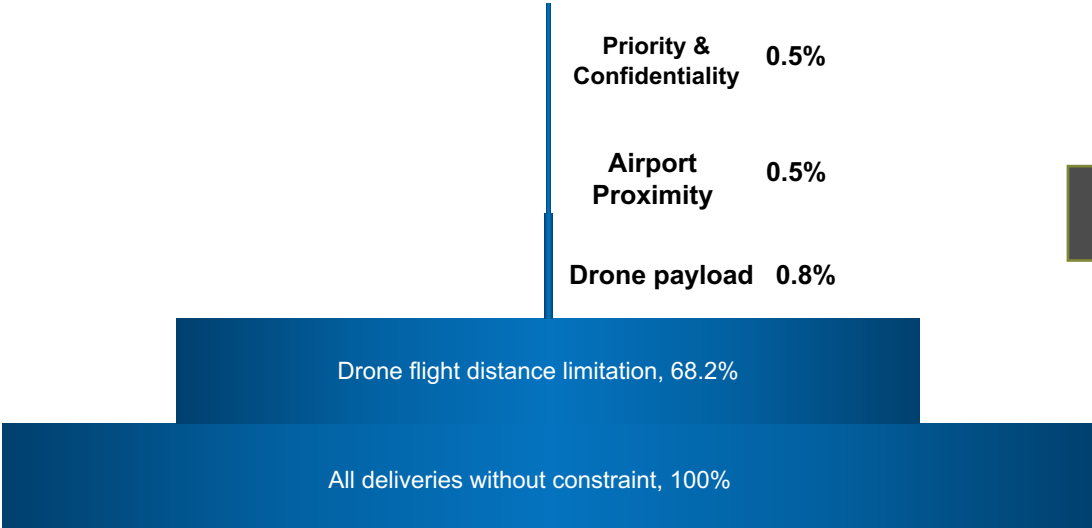 Priority &
Confidentiality
0.5%
Airport
Proximity
0.5%
Drone payload 0.8%
Drone flight distance limitation, 68.2%
All deliveries without constraint, 100%